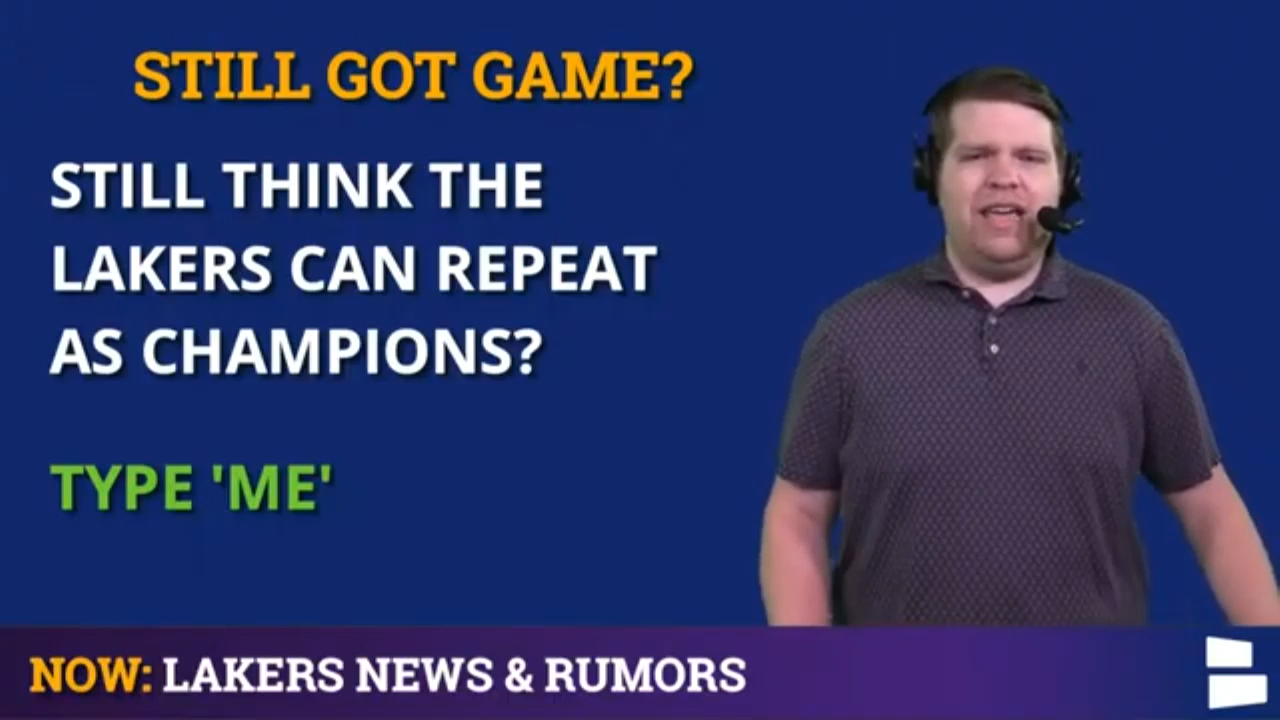 STILL GOT GAME?
STILL THINK THE
LAKERS CAN REPEAT
AS CHAMPIONS?
TYPE 'ME'
NOW: LAKERS NEWS & RUMORS